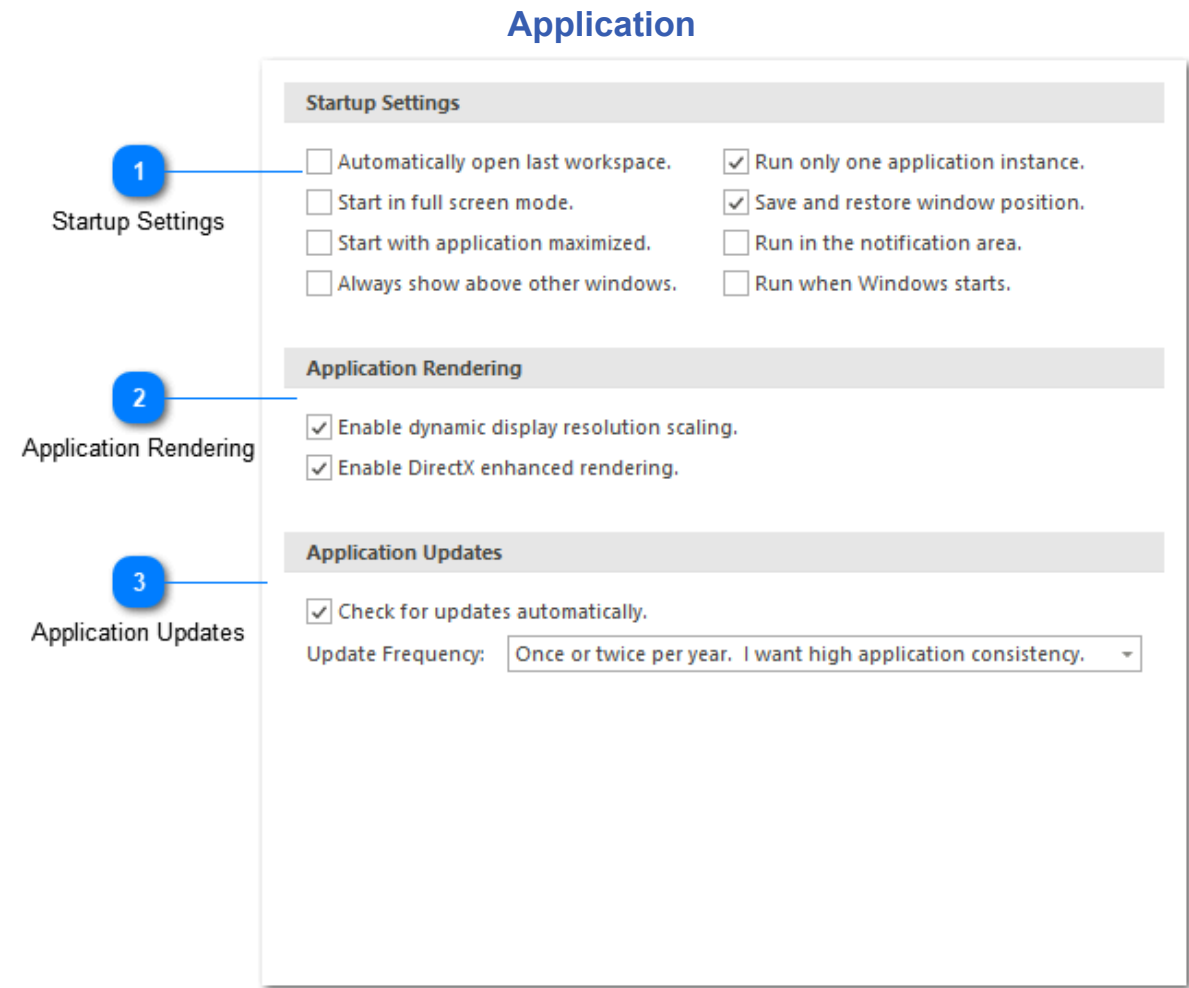 Application
Startup Settings
1
Startup Settings
Automatically open last workspace.
Run only one application instance.
Start in full screen mode.
Save and restore window position.
Start with application maximized.
Run in the notification area.
Always show above other windows.
Run when Windows starts.
2
Application Rendering
Application Rendering
Enable dynamic display resolution scaling.
Enable DirectX enhanced rendering.
3
Application Updates
Application Updates
Check for updates automatically.
Update Frequency: Once or twice per year.  I want high application consistency.